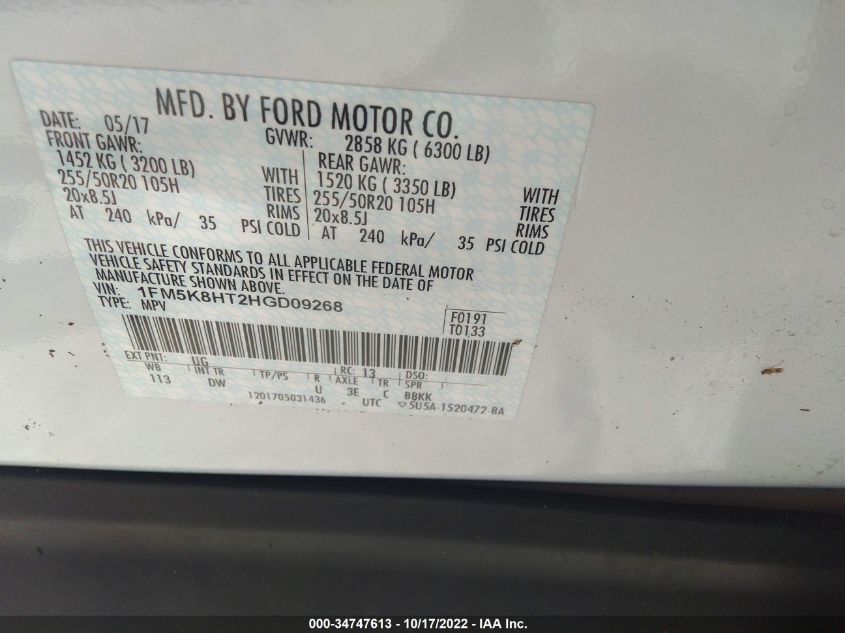 MFD. BY FORD MOTOR CO.
DATE: 05/17 GVWR: 2858 KG ( 6300 LB)
FRONT GAWR: REAR GAWR:
1452 KG ( 3200 LB) WITH 1520 KG ( 3350 LB) WITH
255/50R20 105H TIRES 255/50R20 105H TIRES
20x8.5J RIMS 20x8.5J RIMS
AT 240 kPa/ 35 PSI COLD AT 240 kPa/ 35 PSI COLD
THIS VEHICLE CONFORMS TO ALL APPLICABLE FEDERAL MOTOR
VEHICLE SAFETY STANDARDS IN EFFECT ON THE DATE OF
MANUFACTURE SHOWN ABOVE.
VIN: 1FM5K8HT2HGD09268
TYPE: MPV
F0191
T0133
EXT PNT: UG RC: 13 DSO:
WB INT TR TP/PS R AXLE TR SPR
113 DW U 3E C BBKK
1201705031436 UTC 5U5A-1520472-BA
000-34747613 - 10/17/2022 - IAA Inc.